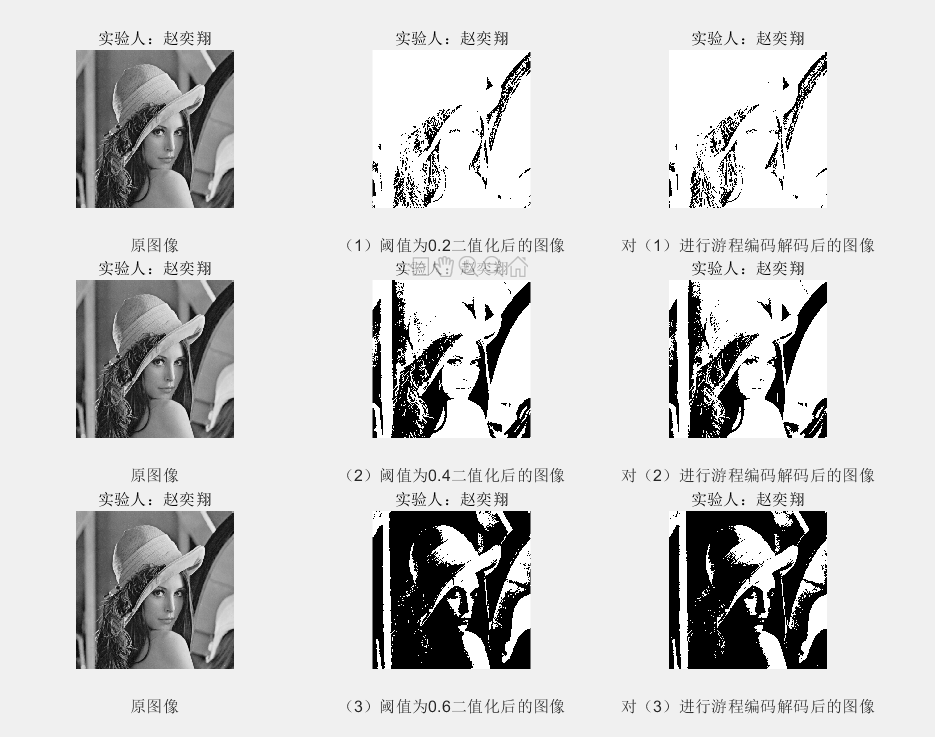 实验人：赵奕翔 实验人：赵奕翔 实验人：赵奕翔
原图像 （1）阈值为0.2二值化后的图像 对（1）进行游程编码解码后的图像
实验人：赵奕翔 实验人：赵奕翔 实验人：赵奕翔
原图像 （2）阈值为0.4二值化后的图像 对（2）进行游程编码解码后的图像
实验人：赵奕翔 实验人：赵奕翔 实验人：赵奕翔
原图像 （3）阈值为0.6二值化后的图像 对（3）进行游程编码解码后的图像